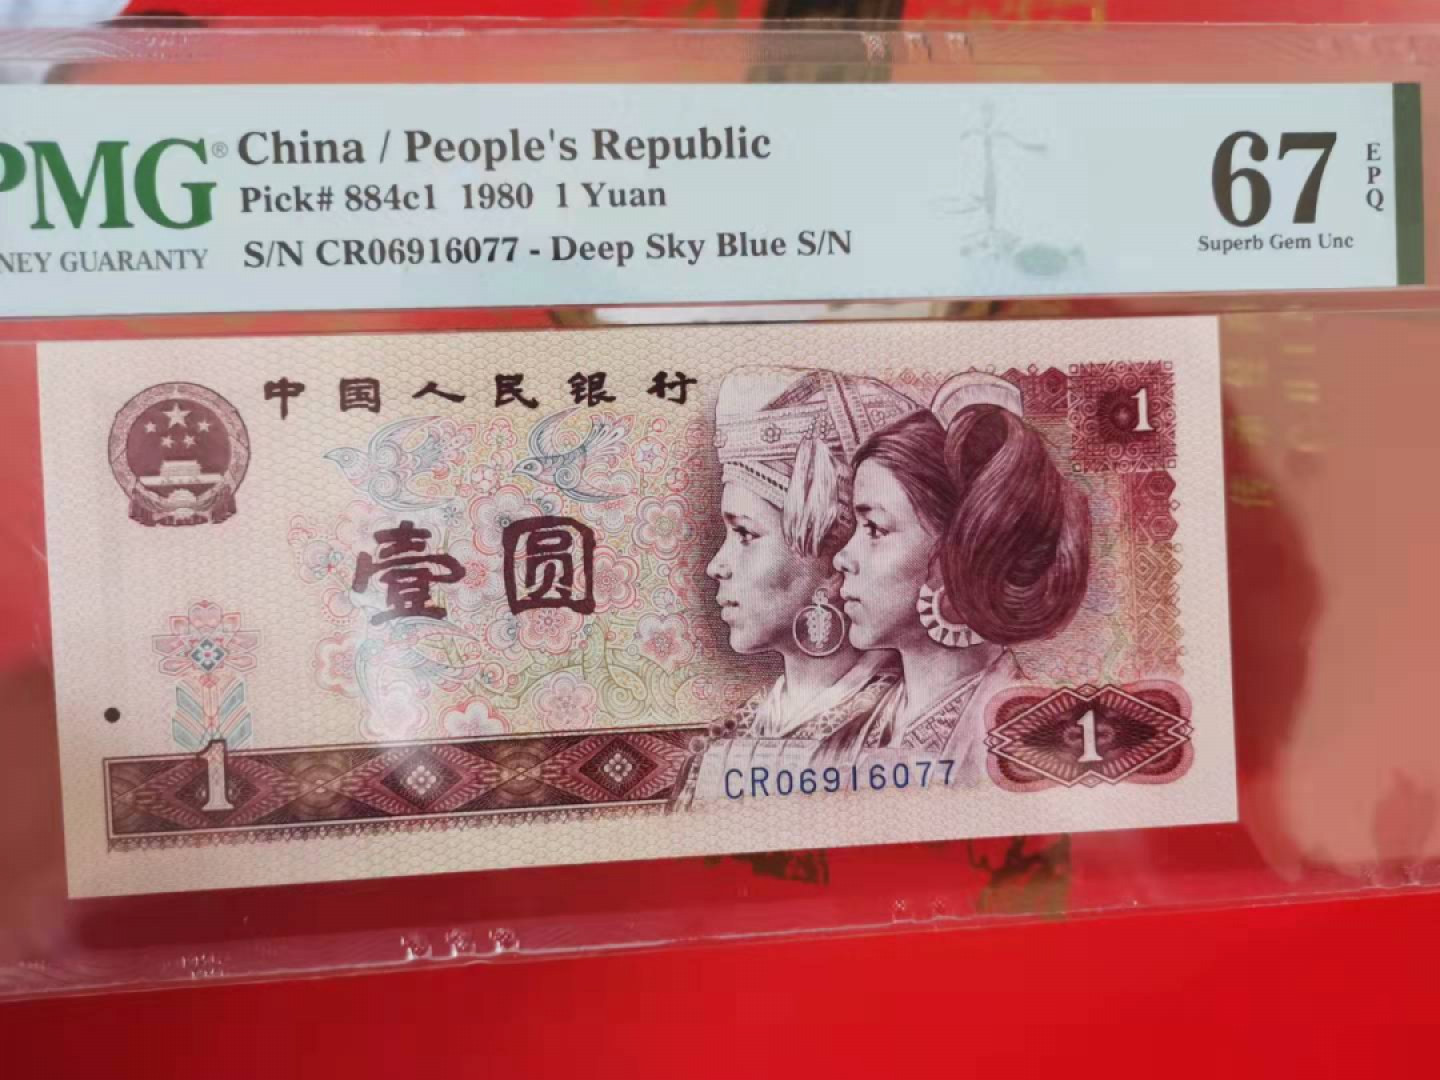 PMG®
NEY GUARANTY
China / People's Republic
Pick# 884c1 1980 1 Yuan
S/N CR06916077 - Deep Sky Blue S/N
67
EPQ
Superb Gem Unc
中国人民银行
1
壹圆
1
1
CR06916077